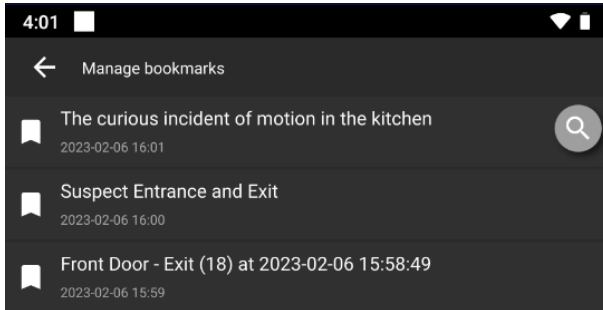 4:01
Manage bookmarks
The curious incident of motion in the kitchen
2023-02-06 16:01
Suspect Entrance and Exit
2023-02-06 16:00
Front Door - Exit (18) at 2023-02-06 15:58:49
2023-02-06 15:59